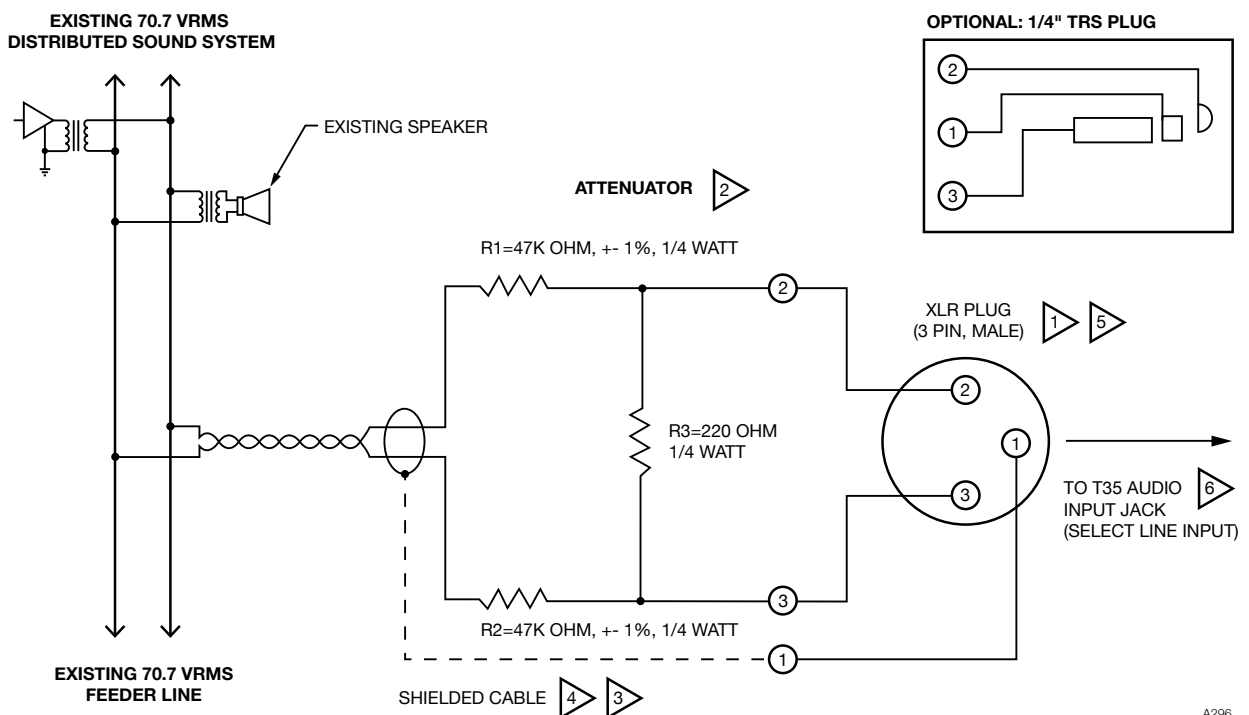 EXISTING 70.7 VRMS
DISTRIBUTED SOUND SYSTEM
EXISTING SPEAKER
OPTIONAL: 1/4" TRS PLUG
2
1
3
ATTENUATOR 2
R1=47K OHM, +- 1%, 1/4 WATT
2
R3=220 OHM
1/4 WATT
3
R2=47K OHM, +- 1%, 1/4 WATT
1
SHIELDED CABLE 4 3
XLR PLUG
(3 PIN, MALE) 1 5
2
1
3
TO T35 AUDIO 6
INPUT JACK
(SELECT LINE INPUT)
EXISTING 70.7 VRMS
FEEDER LINE
A296